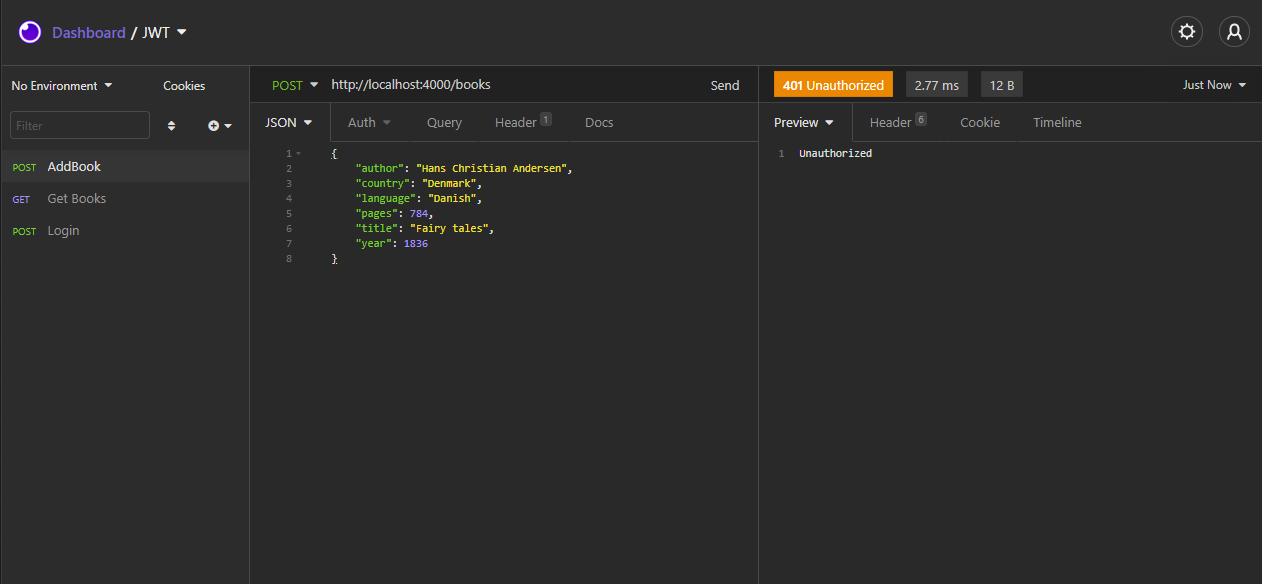 Dashboard / JWT
No Environment Cookies
Filter
POST AddBook
GET Get Books
POST Login
POST http://localhost:4000/books Send
JSON Auth Query Header 1 Docs
1 {
2 "author": "Hans Christian Andersen",
3 "country": "Denmark",
4 "language": "Danish",
5 "pages": 784,
6 "title": "Fairy tales",
7 "year": 1836
8 }
401 Unauthorized 2.77 ms 12 B Just Now
Preview Header 6 Cookie Timeline
1 Unauthorized